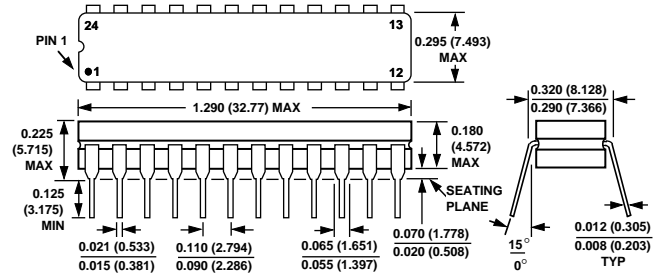 24
13
PIN 1
1
12
0.295 (7.493)
MAX
1.290 (32.77) MAX
0.225
(5.715)
MAX
0.180
(4.572)
MAX
0.125
(3.175)
MIN
SEATING
PLANE
0.021 (0.533)
0.015 (0.381)
0.110 (2.794)
0.090 (2.286)
0.065 (1.651)
0.055 (1.397)
0.070 (1.778)
0.020 (0.508)
0.320 (8.128)
0.290 (7.366)
15°
0°
0.012 (0.305)
0.008 (0.203)
TYP